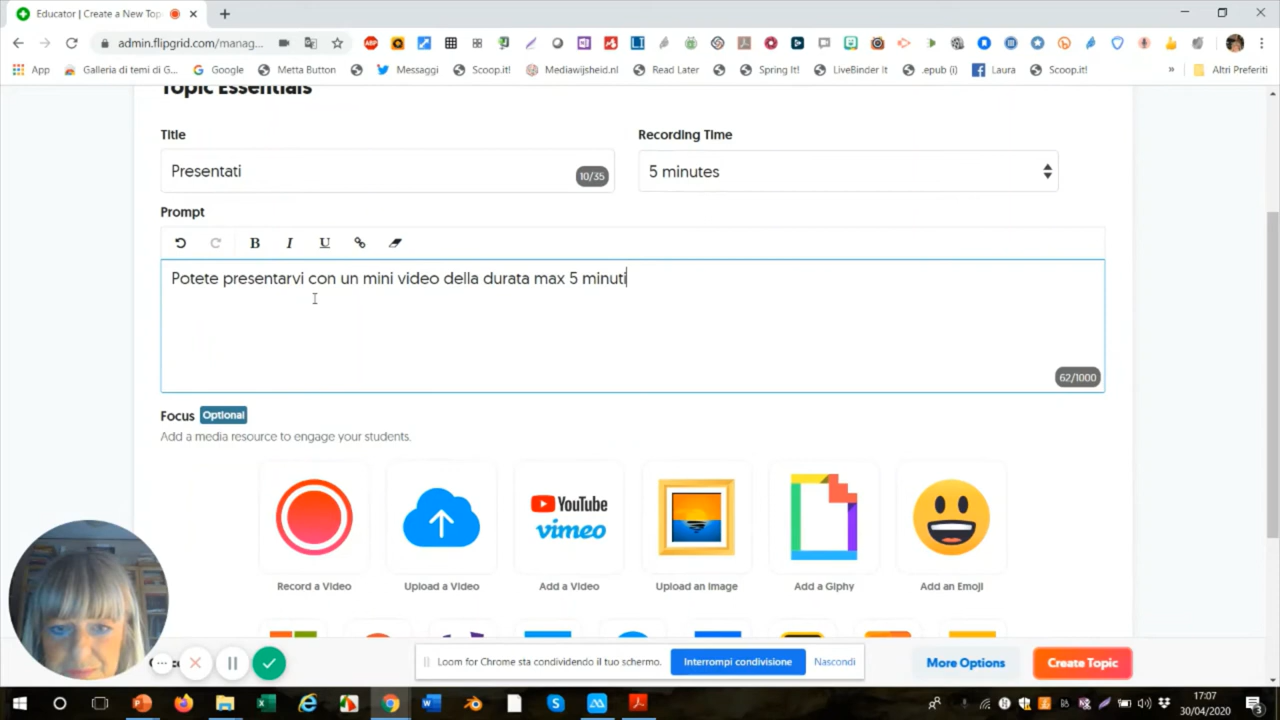 Educator | Create a New Top
admin.flipgrid.com/manag...
App
Galleria di temi di G...
Google
Metta Button
Messaggi
Scoop.it!
Mediawijsheid.nl
Read Later
Spring It!
LiveBinder It
.epub (i)
Laura
Scoop.it!
»
Altri Preferiti
Topic Essentials
Title
Recording Time
Presentati
10/35
5 minutes
Prompt
B I U
Potete presentarvi con un mini video della durata max 5 minuti
62/1000
Focus Optional
Add a media resource to engage your students.
YouTube
vimeo
Record a Video
Upload a Video
Add a Video
Upload an Image
Add a Giphy
Add an Emoji
Loom for Chrome sta condividendo il tuo schermo.
Interrompi condivisione
Nascondi
More Options
Create Topic
17:07
30/04/2020
3